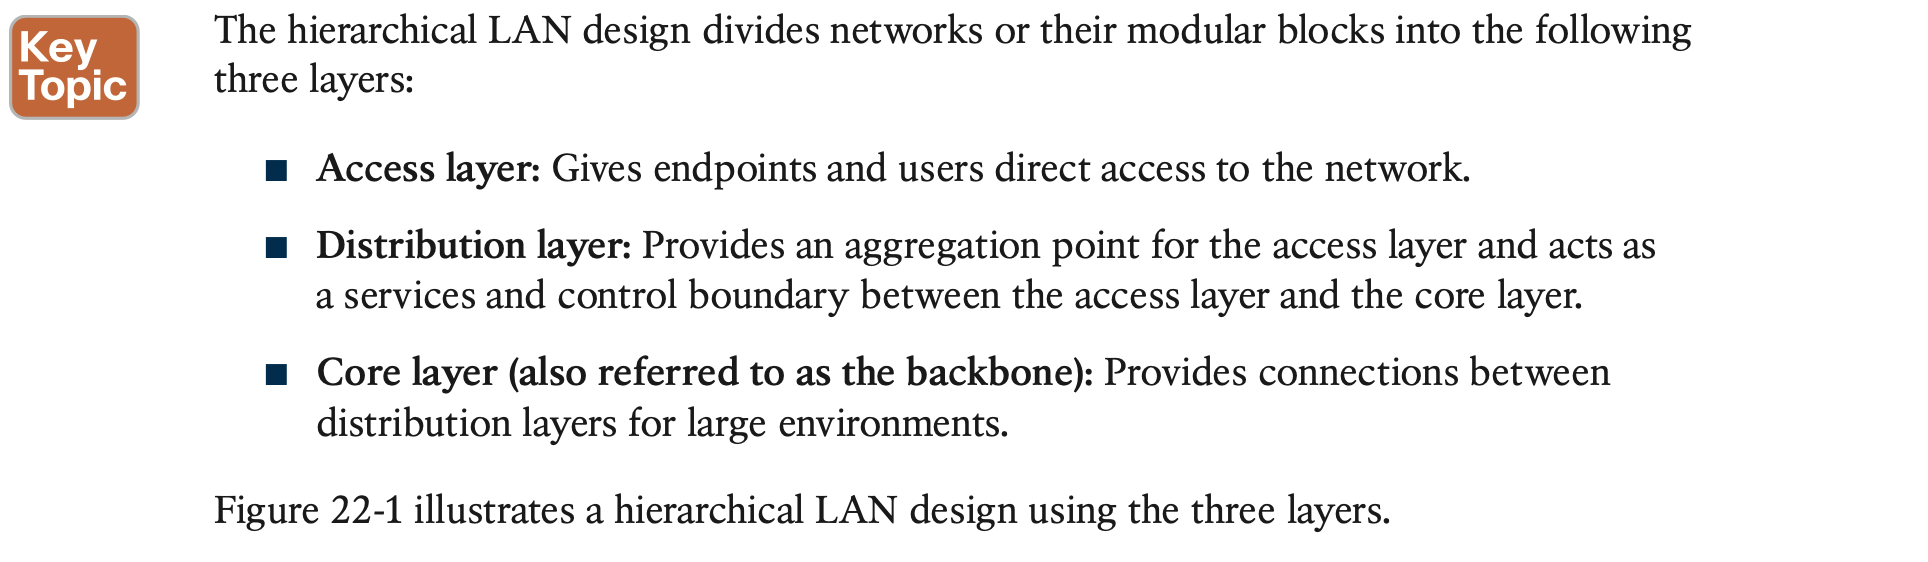 Key
Topic
The hierarchical LAN design divides networks or their modular blocks into the following
three layers:
■ Access layer: Gives endpoints and users direct access to the network.
■ Distribution layer: Provides an aggregation point for the access layer and acts as
a services and control boundary between the access layer and the core layer.
■ Core layer (also referred to as the backbone): Provides connections between
distribution layers for large environments.
Figure 22-1 illustrates a hierarchical LAN design using the three layers.